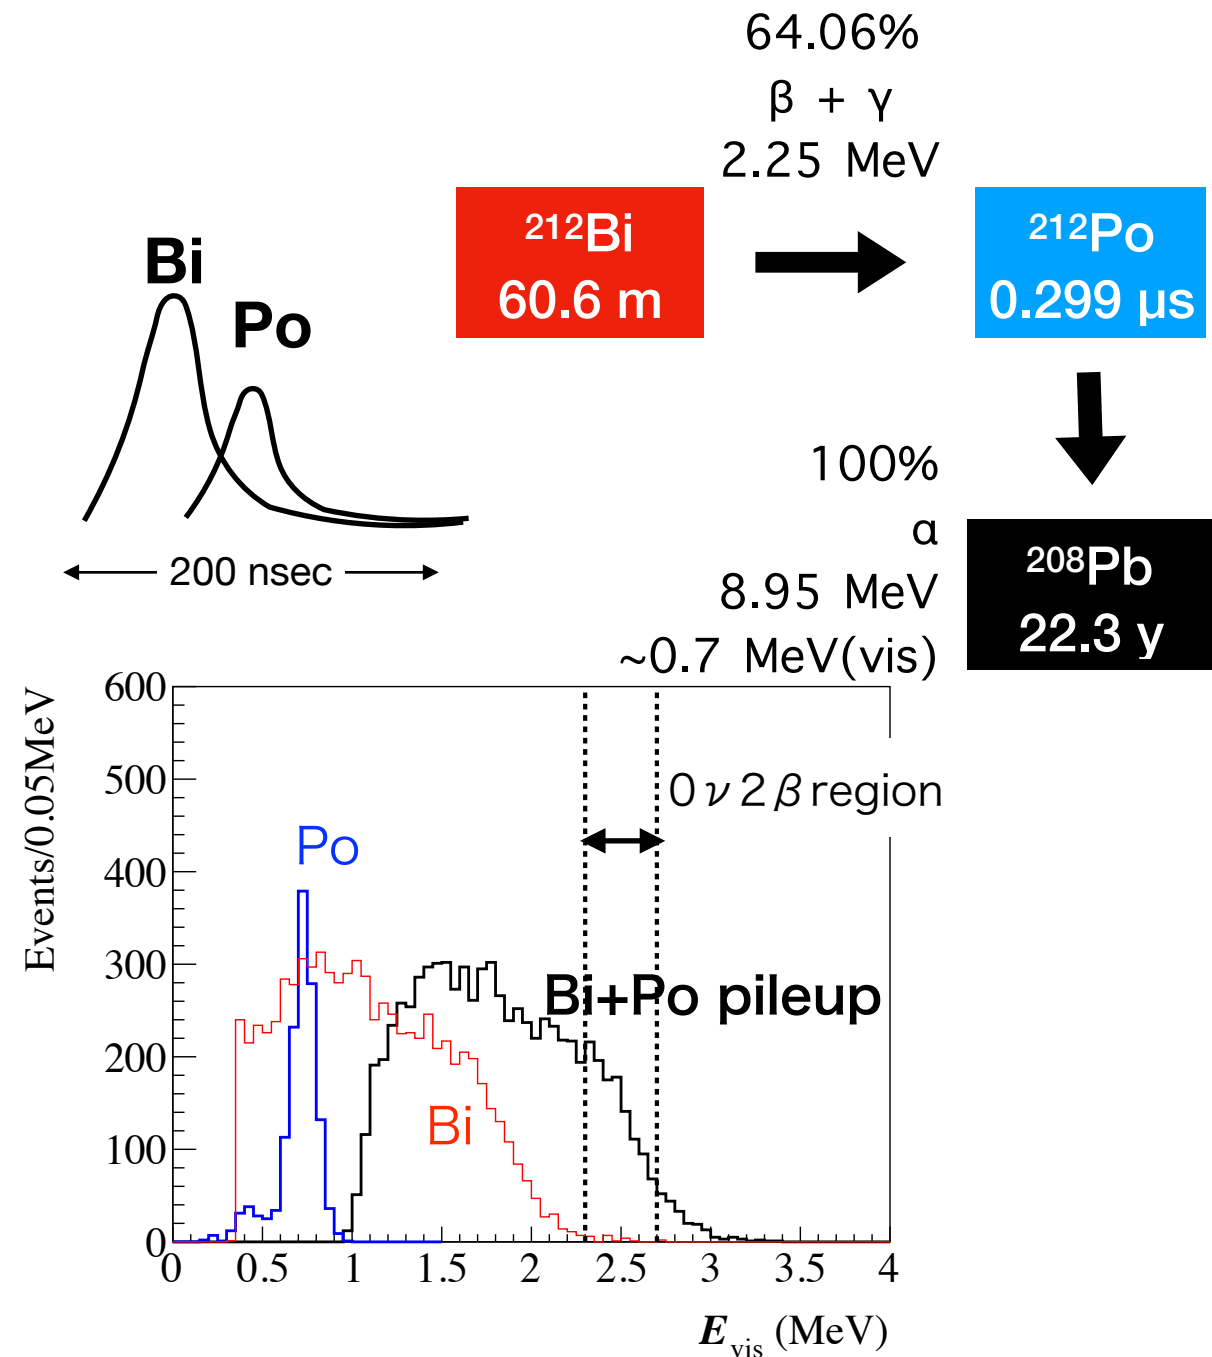 64.06%
β + γ
2.25 MeV
²¹²Bi
60.6 m
²¹²Po
0.299 μs
Bi
Po
200 nsec
100%
α
8.95 MeV
~0.7 MeV(vis)
²⁰⁸Pb
22.3 y
600
500
400
300
200
100
0
Events/0.05MeV
0ν2β region
Po
Bi+Po pileup
Bi
0 0.5 1 1.5 2 2.5 3 3.5 4
E_vis (MeV)